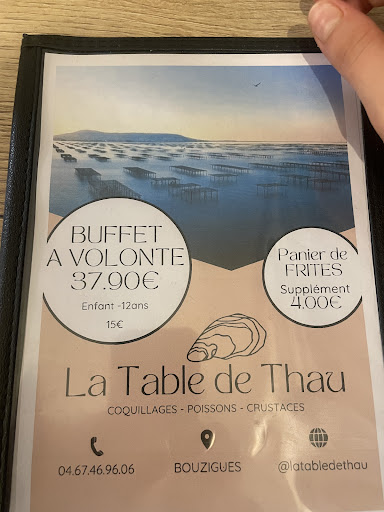 BUFFET
A VOLONTE
37.90€
Enfant -12ans
15€
Panier de
FRITES
Supplément
4.00€
La Table de Thau
COQUILLAGES - POISSONS - CRUSTACES
04.67.46.96.06
BOUZIGUES
@latabledethau